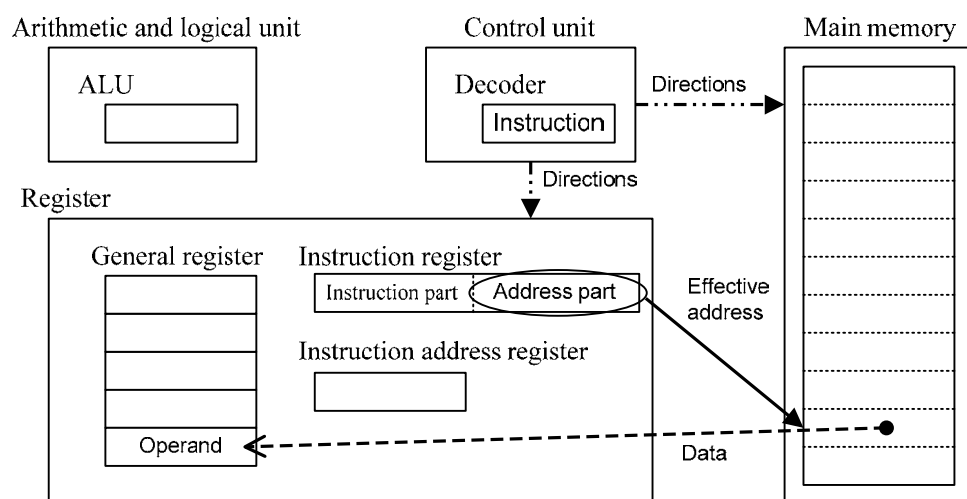 Arithmetic and logical unit
Control unit
Main memory
ALU
Decoder
Directions
Instruction
Directions
Register
General register
Instruction register
Instruction part
Address part
Effective
address
Instruction address register
Operand
Data